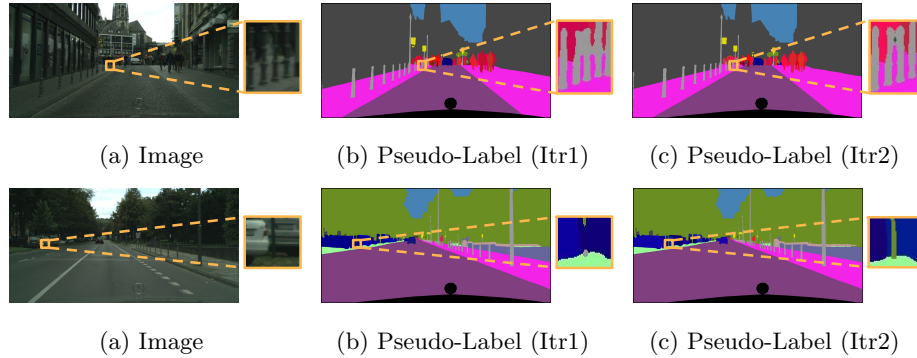 (a) Image
(b) Pseudo-Label (Itr1)
(c) Pseudo-Label (Itr2)
(a) Image
(b) Pseudo-Label (Itr1)
(c) Pseudo-Label (Itr2)